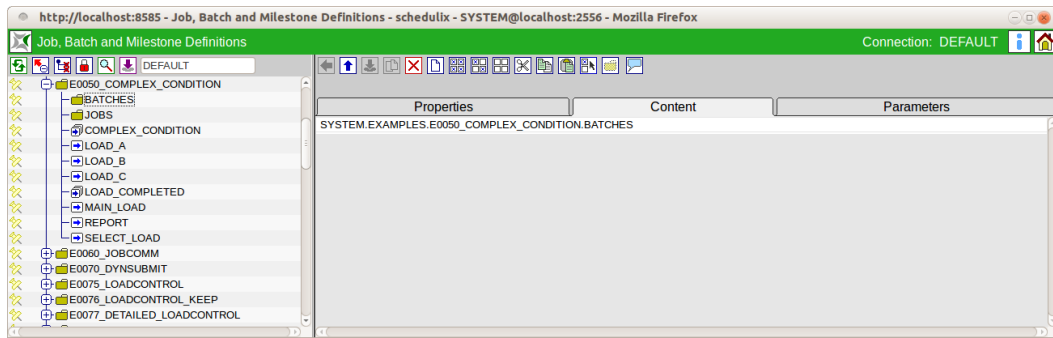 http://localhost:8585 - Job, Batch and Milestone Definitions - schedulix - SYSTEM@localhost:2556 - Mozilla Firefox
Job, Batch and Milestone Definitions
Connection: DEFAULT
DEFAULT
E0050_COMPLEX_CONDITION
BATCHES
JOBS
COMPLEX_CONDITION
LOAD_A
LOAD_B
LOAD_C
LOAD_COMPLETED
MAIN_LOAD
REPORT
SELECT_LOAD
E0060_JOBCOMM
E0070_DYNSUBMIT
E0075_LOADCONTROL
E0076_LOADCONTROL_KEEP
E0077_DETAILED_LOADCONTROL
Properties
Content
Parameters
SYSTEM.EXAMPLES.E0050_COMPLEX_CONDITION.BATCHES